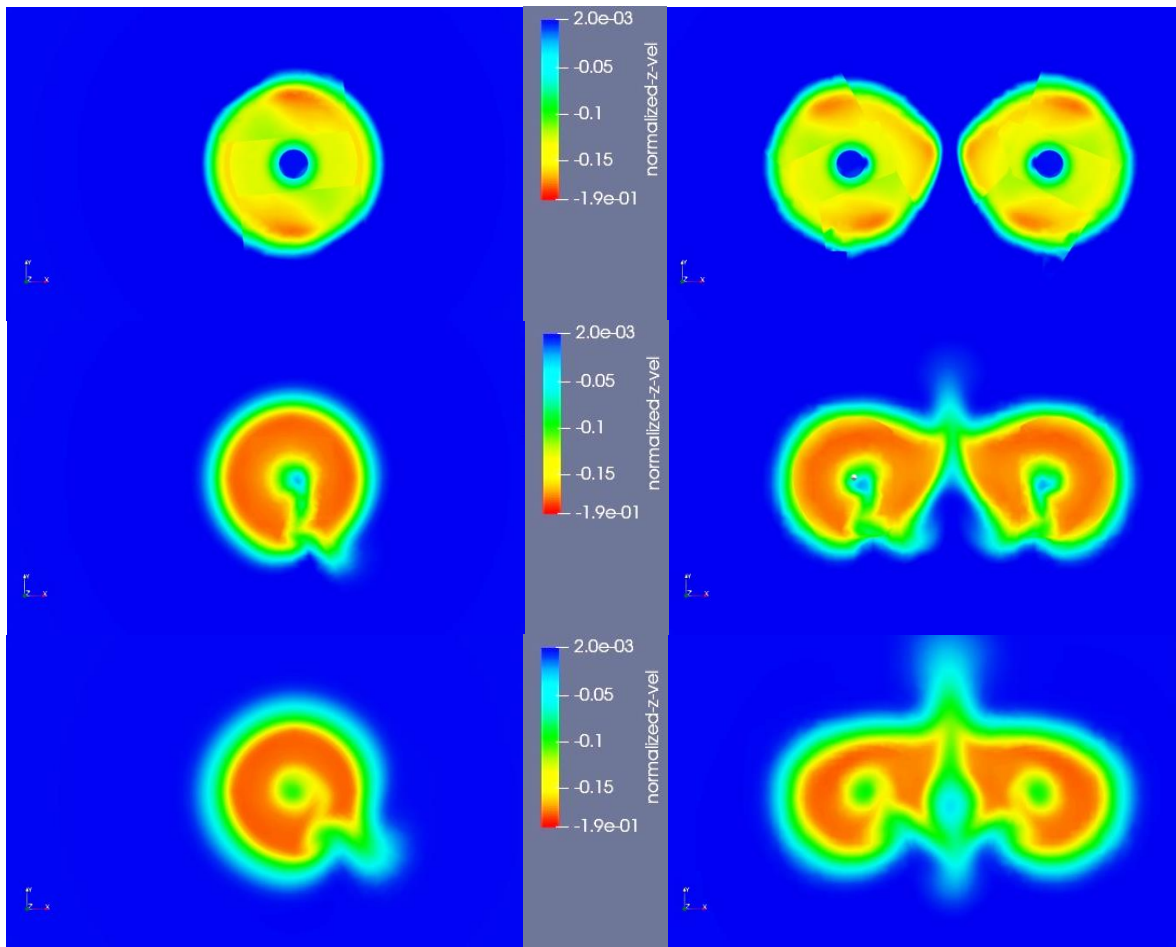 2.0e-03
-0.05
-0.1
-0.15
-1.9e-01
normalized-z-vel
Y
Z X
Y
Z X
2.0e-03
-0.05
-0.1
-0.15
-1.9e-01
normalized-z-vel
Y
Z X
Y
Z X
2.0e-03
-0.05
-0.1
-0.15
-1.9e-01
normalized-z-vel
Y
Z X
Y
Z X